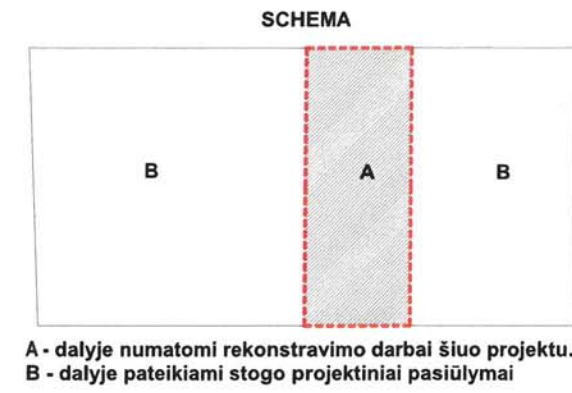 SCHEMA
B A B
A - dalyje numatomi rekonstravimo darbai šiuo projektu.
B - dalyje pateikiami stogo projektiniai pasiūlymai